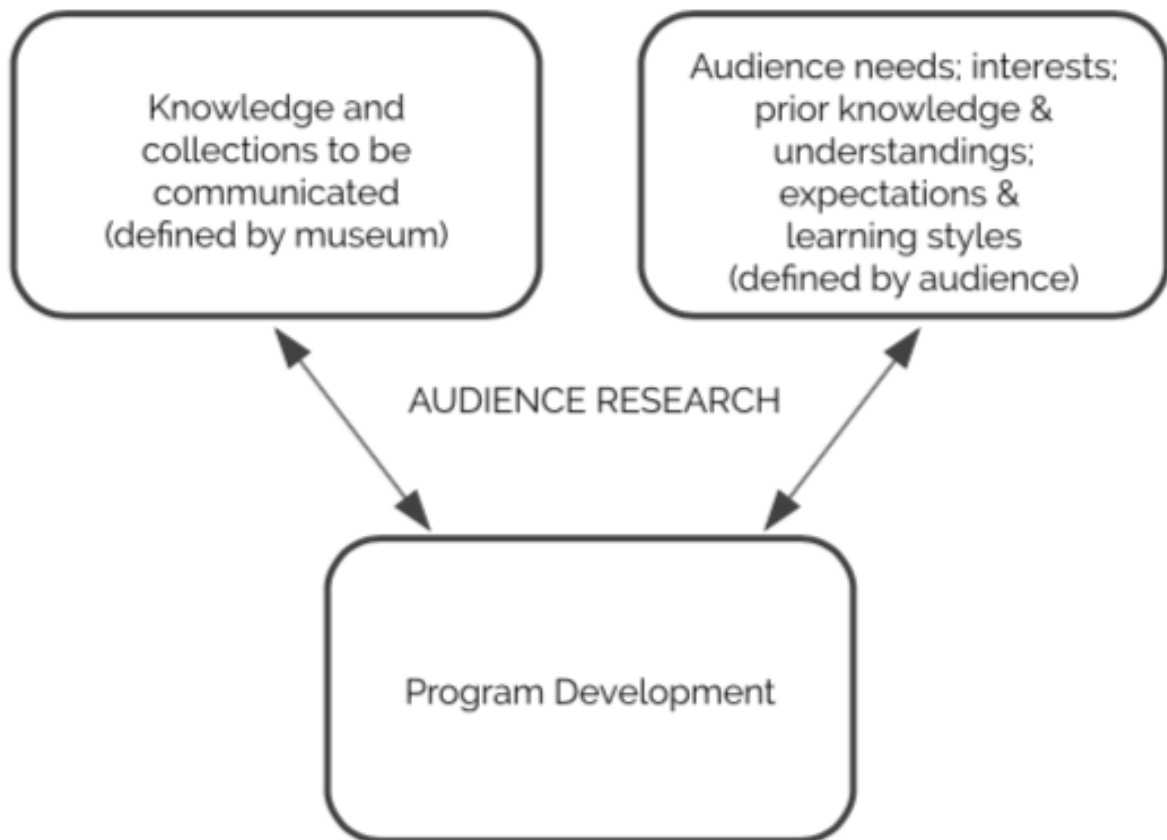 Knowledge and
collections to be
communicated
(defined by museum)
Audience needs; interests;
prior knowledge &
understandings;
expectations &
learning styles
(defined by audience)
AUDIENCE RESEARCH
Program Development